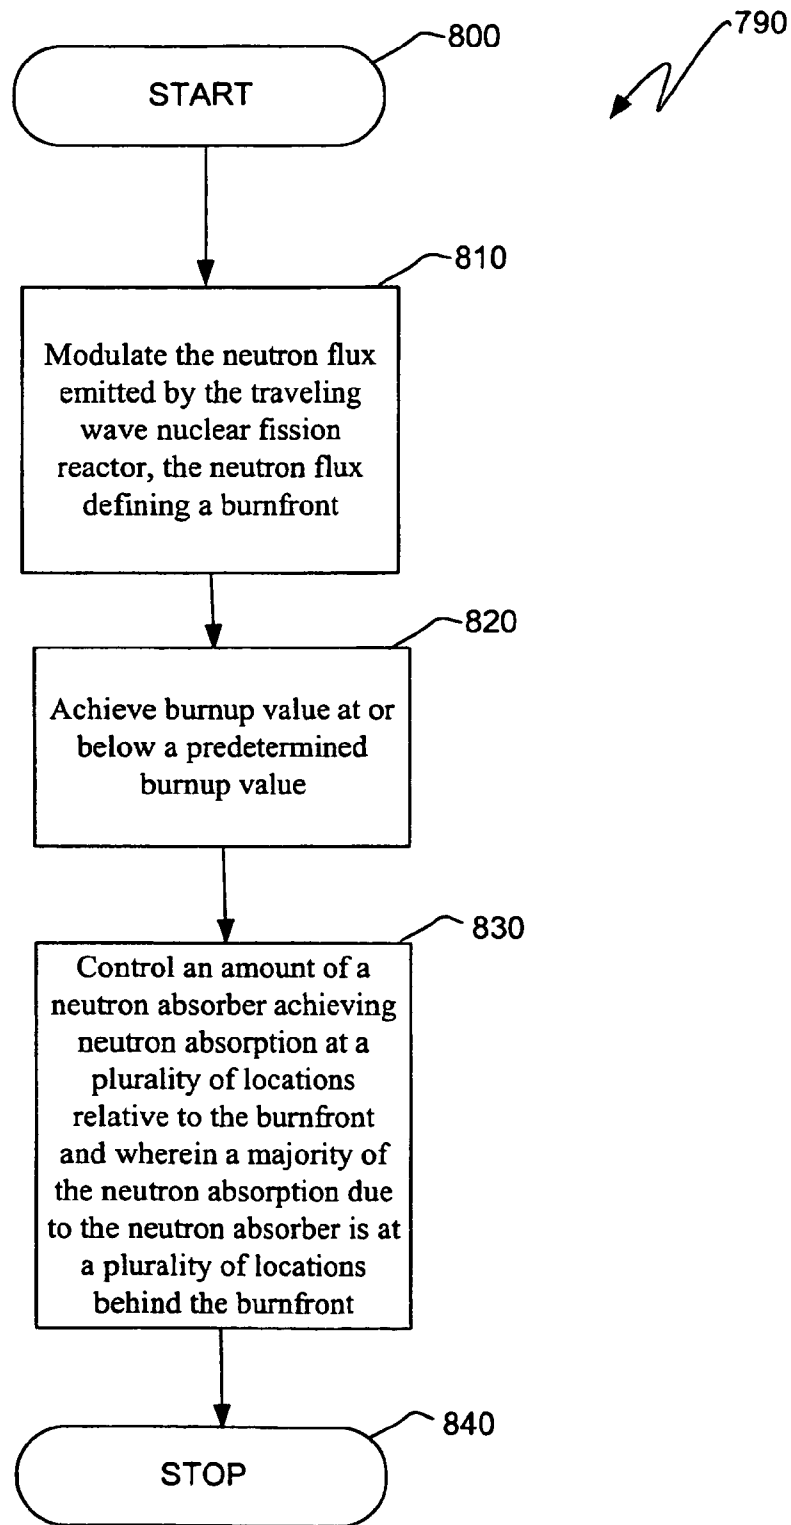 800
790
START
810
Modulate the neutron flux
emitted by the traveling
wave nuclear fission
reactor, the neutron flux
defining a burnfront
820
Achieve burnup value at or
below a predetermined
burnup value
830
Control an amount of a
neutron absorber achieving
neutron absorption at a
plurality of locations
relative to the burnfront
and wherein a majority of
the neutron absorption due
to the neutron absorber is at
a plurality of locations
behind the burnfront
840
STOP